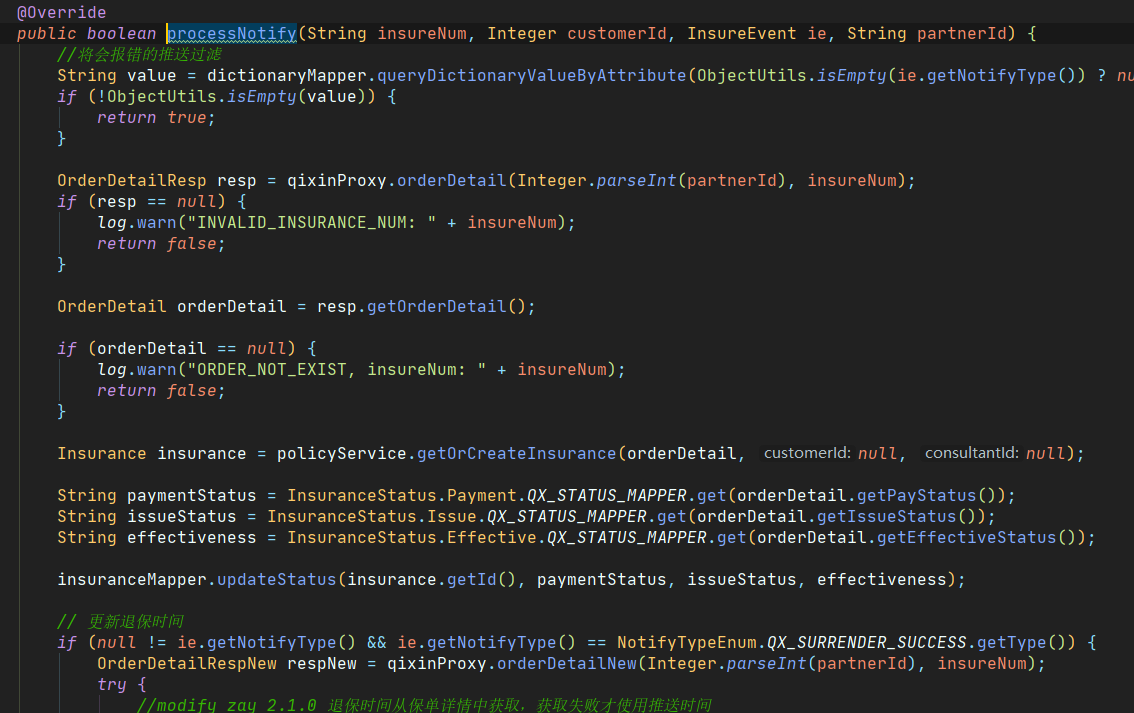 @Override
public boolean processNotify(String insureNum, Integer customerId, InsureEvent ie, String partnerId) {
//将会报错的推送过滤
String value = dictionaryMapper.queryDictionaryValueByAttribute(ObjectUtils.isEmpty(ie.getNotifyType()) ? nu
if (!ObjectUtils.isEmpty(value)) {
return true;
}
OrderDetailResp resp = qixinProxy.orderDetail(Integer.parseInt(partnerId), insureNum);
if (resp == null) {
log.warn("INVALID_INSURANCE_NUM: " + insureNum);
return false;
}
OrderDetail orderDetail = resp.getOrderDetail();
if (orderDetail == null) {
log.warn("ORDER_NOT_EXIST, insureNum: " + insureNum);
return false;
}
Insurance insurance = policyService.getOrCreateInsurance(orderDetail, customerId: null, consultantId: null);
String paymentStatus = InsuranceStatus.Payment.QX_STATUS_MAPPER.get(orderDetail.getPayStatus());
String issueStatus = InsuranceStatus.Issue.QX_STATUS_MAPPER.get(orderDetail.getIssueStatus());
String effectiveness = InsuranceStatus.Effective.QX_STATUS_MAPPER.get(orderDetail.getEffectiveStatus());
insuranceMapper.updateStatus(insurance.getId(), paymentStatus, issueStatus, effectiveness);
// 更新退保时间
if (null != ie.getNotifyType() && ie.getNotifyType() == NotifyTypeEnum.QX_SURRENDER_SUCCESS.getType()) {
OrderDetailRespNew respNew = qixinProxy.orderDetailNew(Integer.parseInt(partnerId), insureNum);
try {
//modify zay 2.1.0 退保时间从保单详情中获取，获取失败才使用推送时间